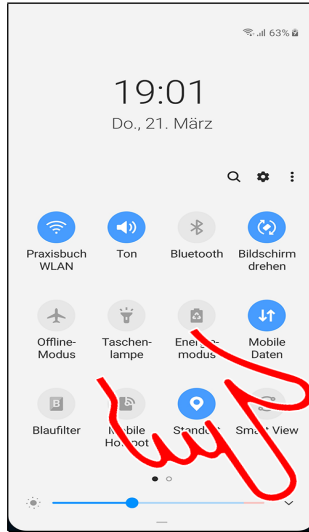 63%
19:01
Do., 21. März
Praxisbuch WLAN
Ton
Bluetooth
Bildschirm drehen
Offline-Modus
Taschen-lampe
Energie-modus
Mobile Daten
B
Blaufilter
Mobile Hotspot
Standort
Smart View